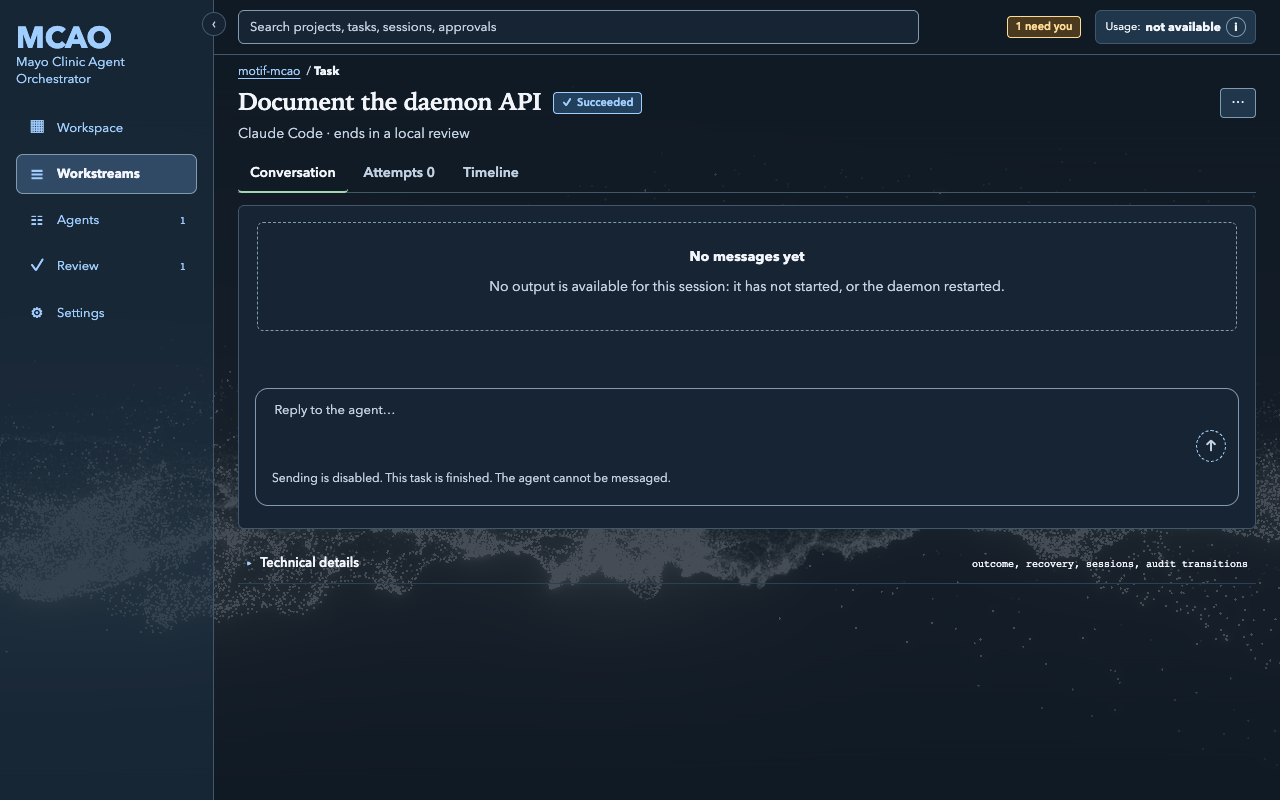 MCAO
Mayo Clinic Agent
Orchestrator
Workspace
Workstreams
Agents 1
Review 1
Settings
Search projects, tasks, sessions, approvals
1 need you
Usage: not available i
motif-mcao / Task
Document the daemon API
✓ Succeeded
...
Claude Code · ends in a local review
Conversation
Attempts 0
Timeline
No messages yet
No output is available for this session: it has not started, or the daemon restarted.
Reply to the agent...
Sending is disabled. This task is finished. The agent cannot be messaged.
Technical details
outcome, recovery, sessions, audit transitions